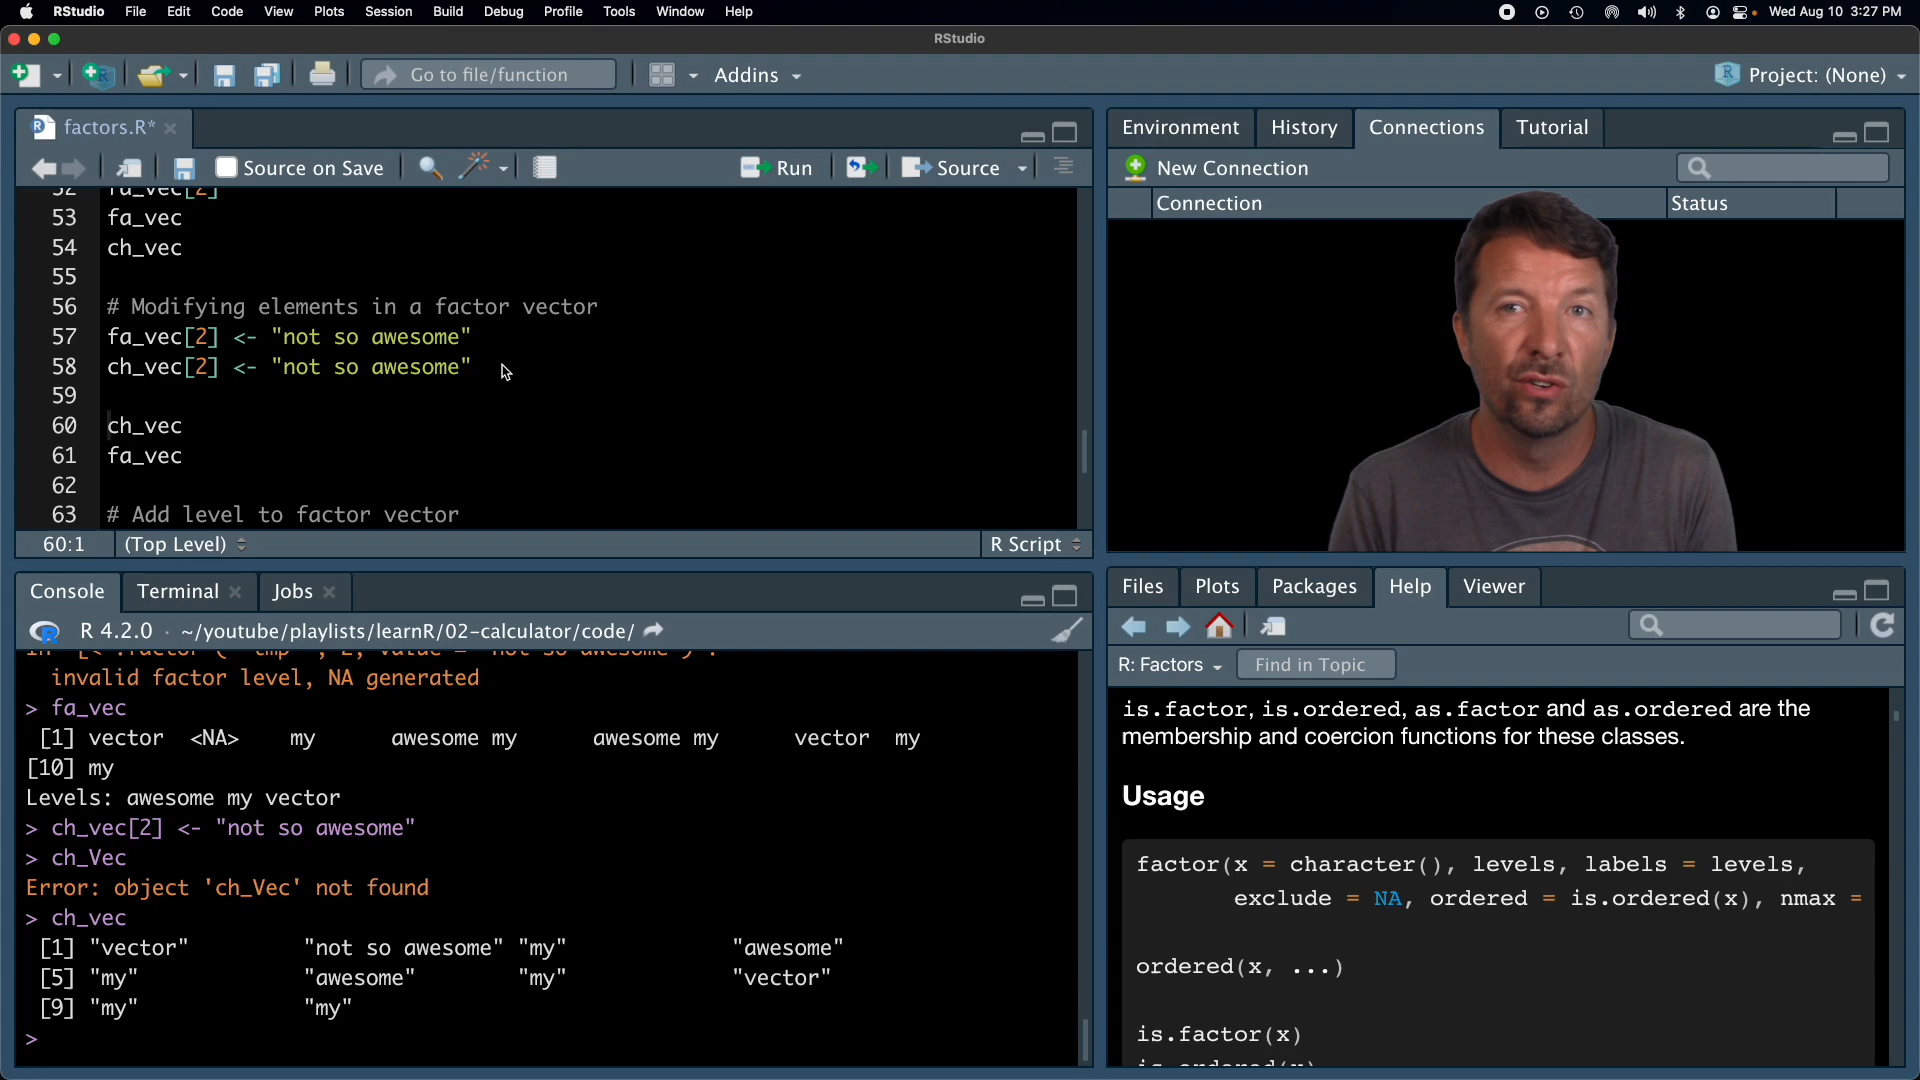 RStudio File Edit Code View Plots Session Build Debug Profile Tools Window Help Wed Aug 10 3:27 PM
RStudio
Go to file/function Addins Project: (None)
factors.R*
Source on Save Run Source
52 fa_vec[2]
53 fa_vec
54 ch_vec
55
56 # Modifying elements in a factor vector
57 fa_vec[2] <- "not so awesome"
58 ch_vec[2] <- "not so awesome"
59
60 ch_vec
61 fa_vec
62
63 # Add level to factor vector
60:1 (Top Level) R Script
Console Terminal Jobs
R 4.2.0 · ~/youtube/playlists/learnR/02-calculator/code/
invalid factor level, NA generated
> fa_vec
[1] vector <NA> my awesome my awesome my vector my
[10] my
Levels: awesome my vector
> ch_vec[2] <- "not so awesome"
> ch_Vec
Error: object 'ch_Vec' not found
> ch_vec
[1] "vector" "not so awesome" "my" "awesome"
[5] "my" "awesome" "my" "vector"
[9] "my" "my"
>
Environment History Connections Tutorial
New Connection
Connection Status
Files Plots Packages Help Viewer
R: Factors Find in Topic
is.factor, is.ordered, as.factor and as.ordered are the
membership and coercion functions for these classes.
Usage
factor(x = character(), levels, labels = levels,
exclude = NA, ordered = is.ordered(x), nmax =
ordered(x, ...)
is.factor(x)
is.ordered(x)